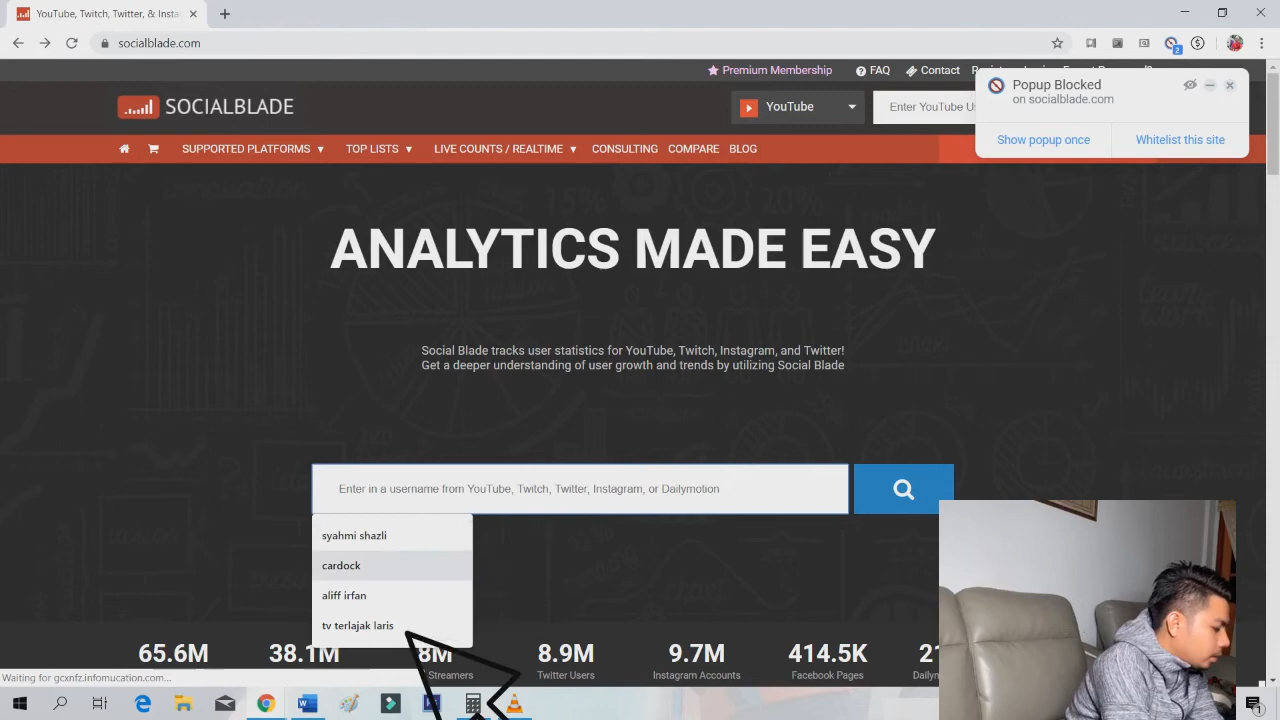 YouTube, Twitch, Twitter, & Insta
socialblade.com
2
Premium Membership
FAQ
Contact
SOCIALBLADE
YouTube
Popup Blocked
on socialblade.com
Show popup once
Whitelist this site
SUPPORTED PLATFORMS
TOP LISTS
LIVE COUNTS / REALTIME
CONSULTING
COMPARE
BLOG
15%
20%
ANALYTICS MADE EASY
Social Blade tracks user statistics for YouTube, Twitch, Instagram, and Twitter!
Get a deeper understanding of user growth and trends by utilizing Social Blade
Enter in a username from YouTube, Twitch, Twitter, Instagram, or Dailymotion
syahmi shazli
cardock
aliff irfan
tv terlajak laris
65.6M
38.1M
8M
8.9M
9.7M
414.5K
Streamers
Twitter Users
Instagram Accounts
Facebook Pages
Waiting for gcxnfz.infornucation.com...